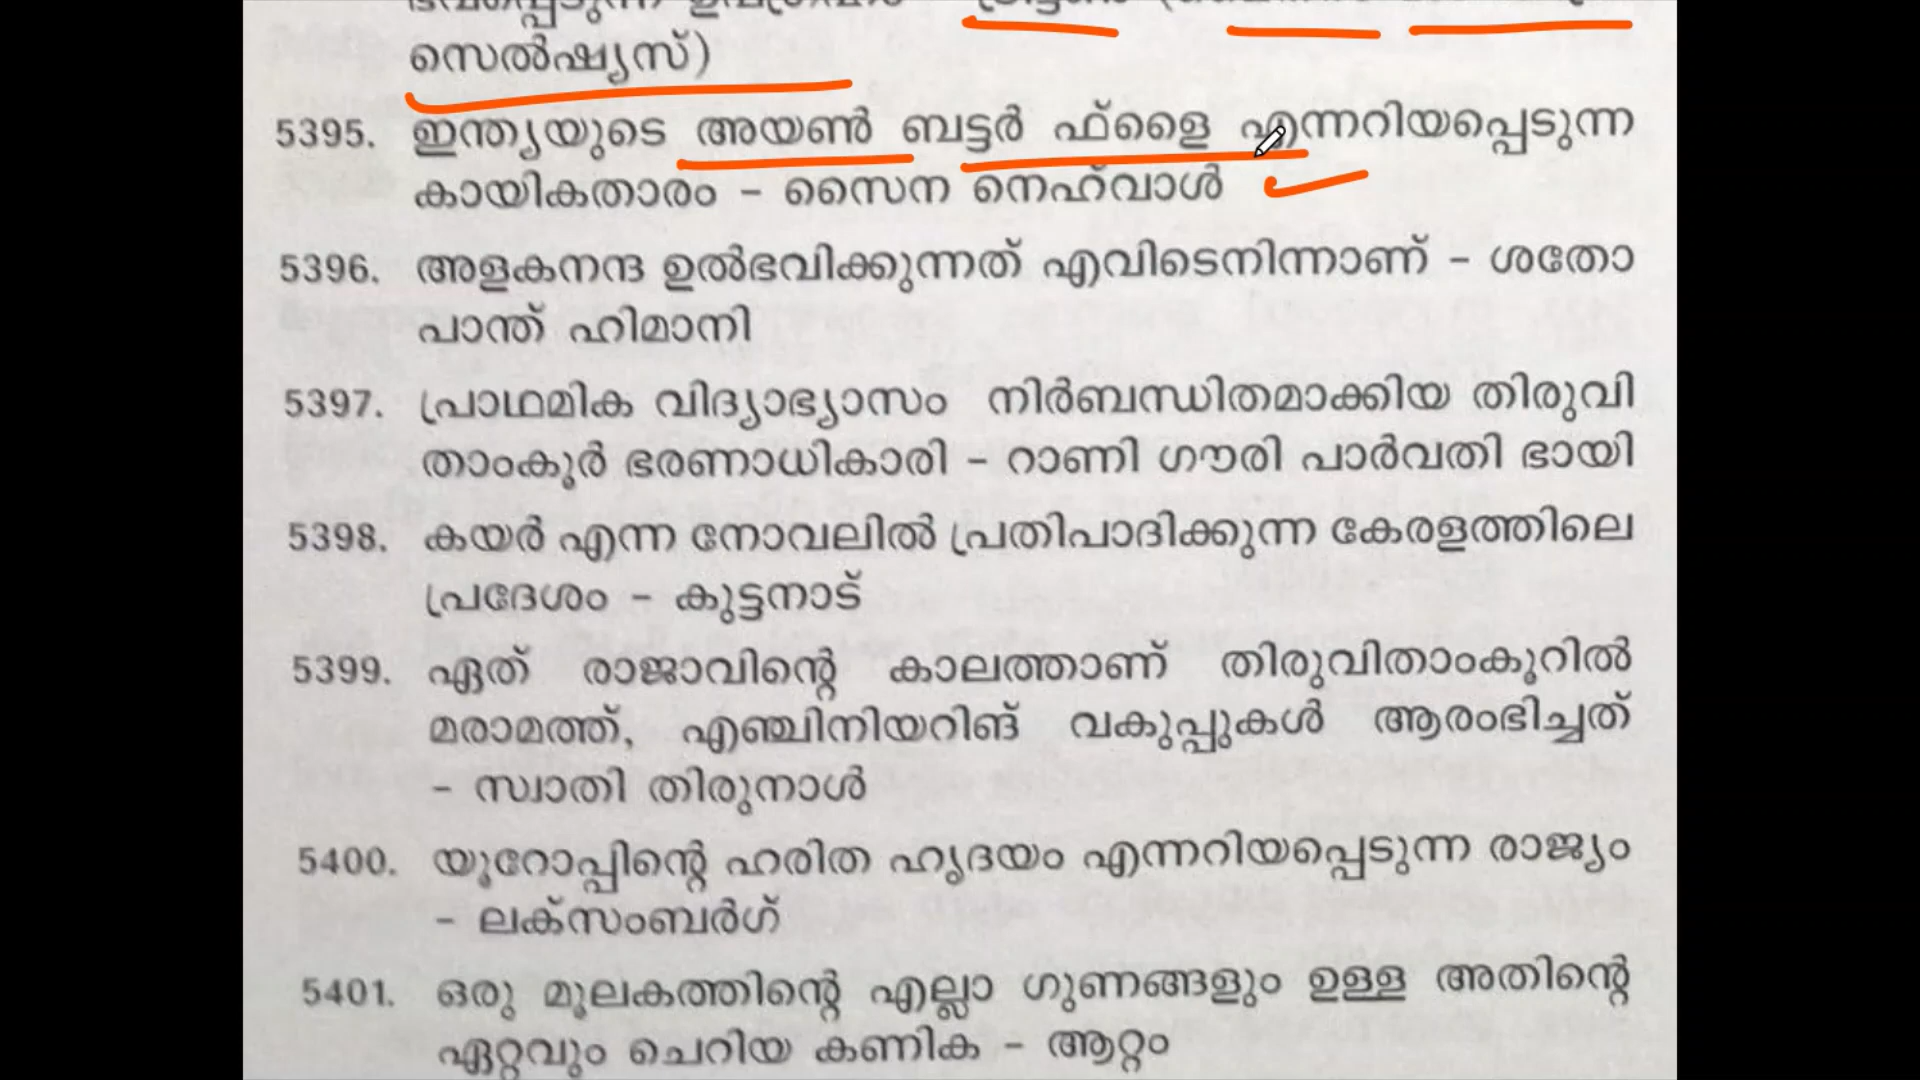 സെൽഷ്യസ്)
5395. ഇന്ത്യയുടെ അയൺ ബട്ടർ ഫ്ളൈ എന്നറിയപ്പെടുന്ന
കായികതാരം - സൈന നെഹ്‌വാൾ
5396. അളകനന്ദ ഉൽഭവിക്കുന്നത് എവിടെനിന്നാണ് - ശതോ
പാന്ത് ഹിമാനി
5397. പ്രാഥമിക വിദ്യാഭ്യാസം നിർബന്ധിതമാക്കിയ തിരുവി
താംകൂർ ഭരണാധികാരി - റാണി ഗൗരി പാർവതി ഭായി
5398. കയർ എന്ന നോവലിൽ പ്രതിപാദിക്കുന്ന കേരളത്തിലെ
പ്രദേശം - കുട്ടനാട്
5399. ഏത് രാജാവിന്റെ കാലത്താണ് തിരുവിതാംകൂറിൽ
മരാമത്ത്, എഞ്ചിനിയറിങ് വകുപ്പുകൾ ആരംഭിച്ചത്
- സ്വാതി തിരുനാൾ
5400. യൂറോപ്പിന്റെ ഹരിത ഹൃദയം എന്നറിയപ്പെടുന്ന രാജ്യം
- ലക്സംബർഗ്
5401. ഒരു മൂലകത്തിന്റെ എല്ലാ ഗുണങ്ങളും ഉള്ള അതിന്റെ
ഏറ്റവും ചെറിയ കണിക - ആറ്റം